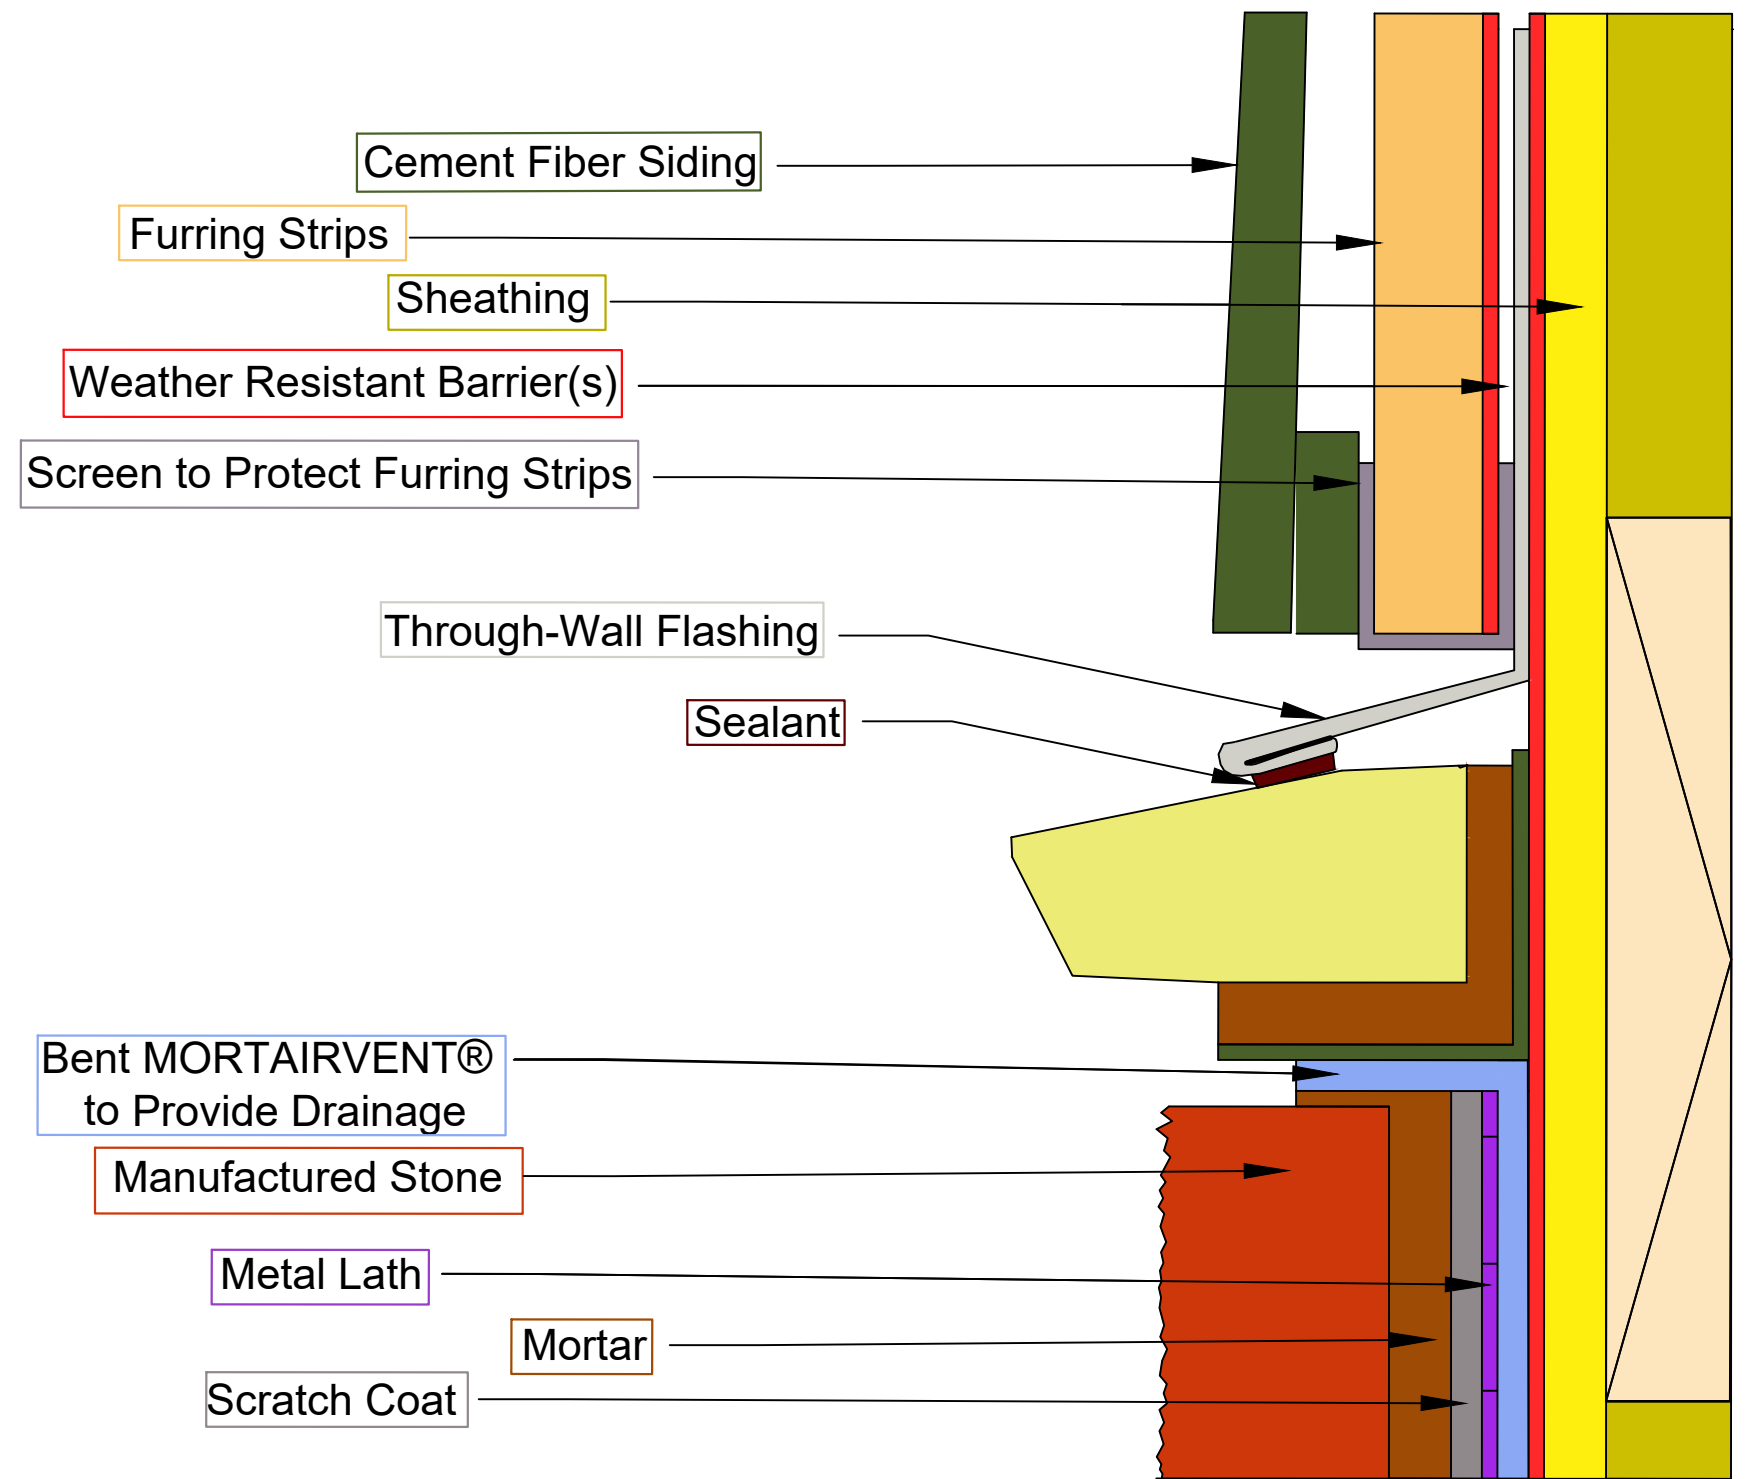 Cement Fiber Siding
Furring Strips
Sheathing
Weather Resistant Barrier(s)
Screen to Protect Furring Strips
Through-Wall Flashing
Sealant
Bent MORTAIRVENT®
to Provide Drainage
Manufactured Stone
Metal Lath
Mortar
Scratch Coat